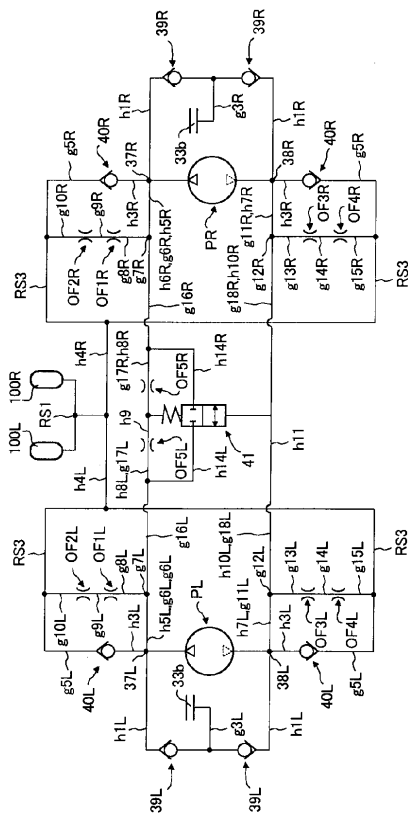 100L
100R
RS3
RS1
RS3
h4L
h4R
g5L
g10L
OF2L
OF2R
g10R
g5R
40L
g9L
OF1L
OF1R
g9R
40R
h3L
g8L
g8R
h3R
39L
37L
g7L
g7R
37R
39R
h1L
h5L,g6L,g6L
g16L
h8L,g17L
h9
g17R,h8R
g16R
h6R,g6R,h5R
h1R
33b
PL
OF5L
OF5R
33b
g3L
h14L
h14R
g3R
41
PR
h7L,g11L
h10L,g18L
h11
g18R,h10R
g11R,h7R
39L
h1L
38L
g12L
g12R
38R
h1R
39R
h3L
g13L
g13R
OF3R
h3R
40L
OF3L
g14L
g14R
OF4R
40R
g5L
OF4L
g15L
g15R
g5R
RS3
RS3